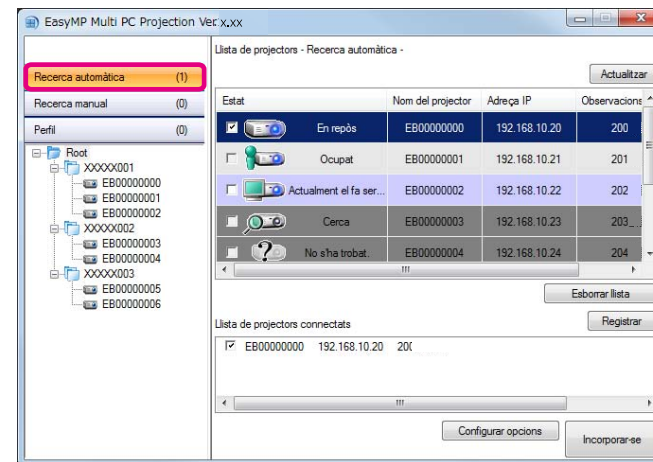 EasyMP Multi PC Projection Ver.x.xx
Llista de projectors - Recerca automàtica -
Recerca automàtica (1)
Actualitzar
Recerca manual (0)
Perfil (0)
Estat Nom del projector Adreça IP Observacions
En repòs EB00000000 192.168.10.20 200
Ocupat EB00000001 192.168.10.21 201
Actualment el fa ser... EB00000002 192.168.10.22 202
Cerca EB00000003 192.168.10.23 203
No s'ha trobat. EB00000004 192.168.10.24 204
Root
XXXXX001
EB00000000
EB00000001
EB00000002
XXXXX002
EB00000003
EB00000004
XXXXX003
EB00000005
EB00000006
Esborrar llista
Llista de projectors connectats
Registrar
EB00000000 192.168.10.20 200
Configurar opcions
Incorporar-se